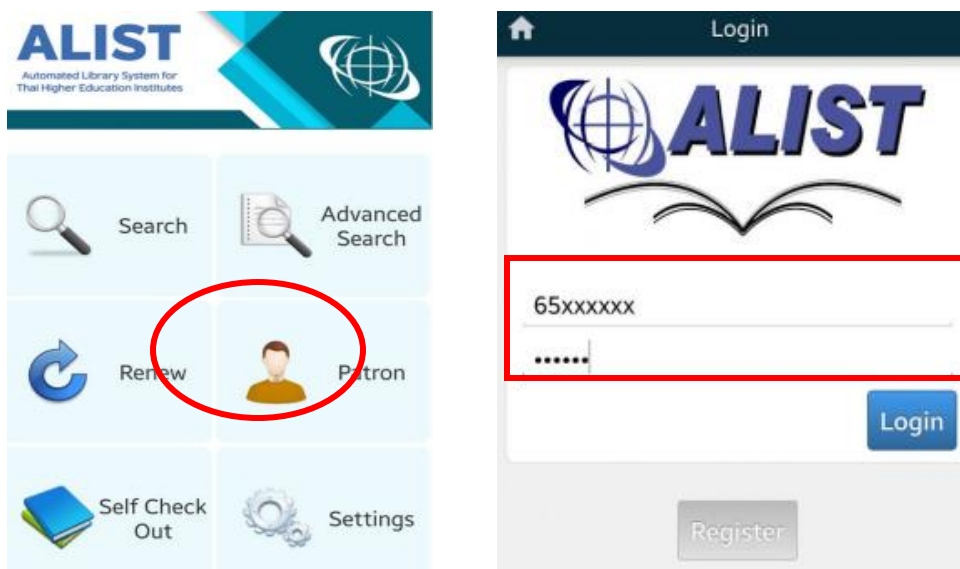 ALIST
Automated Library System for
Thai Higher Education Institutes
Search
Advanced
Search
Renew
Patron
Self Check
Out
Settings
Login
ALIST
65xxxxxx
••••••
Login
Register